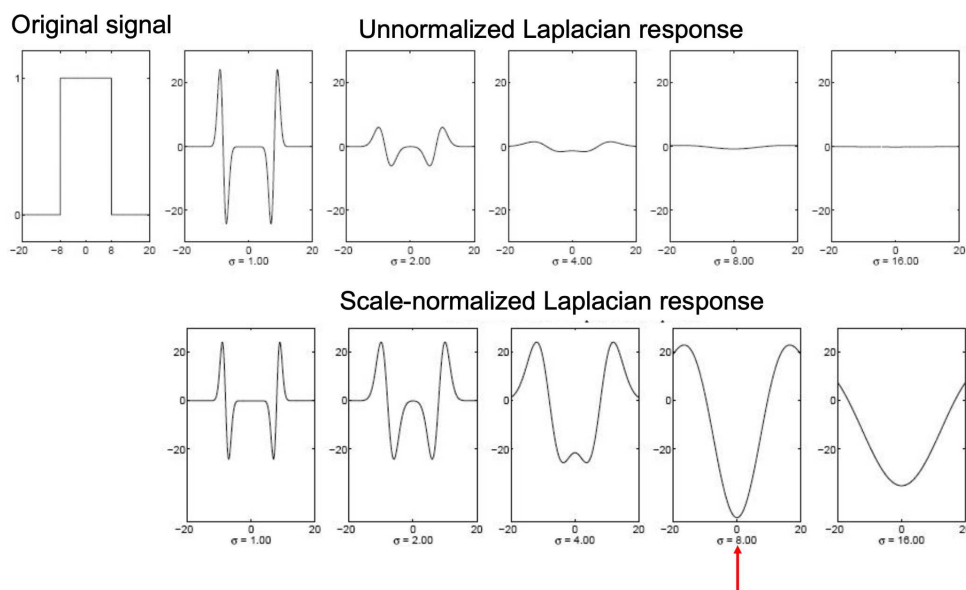 Original signal
Unnormalized Laplacian response
1
0
−20 −8 0 8 20
20
0
−20
−20 0 20
σ = 1.00
20
0
−20
−20 0 20
σ = 2.00
20
0
−20
−20 0 20
σ = 4.00
20
0
−20
−20 0 20
σ = 8.00
20
0
−20
−20 0 20
σ = 16.00
Scale-normalized Laplacian response
20
0
−20
−20 0 20
σ = 1.00
20
0
−20
−20 0 20
σ = 2.00
20
0
−20
−20 0 20
σ = 4.00
20
0
−20
−20 0 20
σ = 8.00
20
0
−20
−20 0 20
σ = 16.00